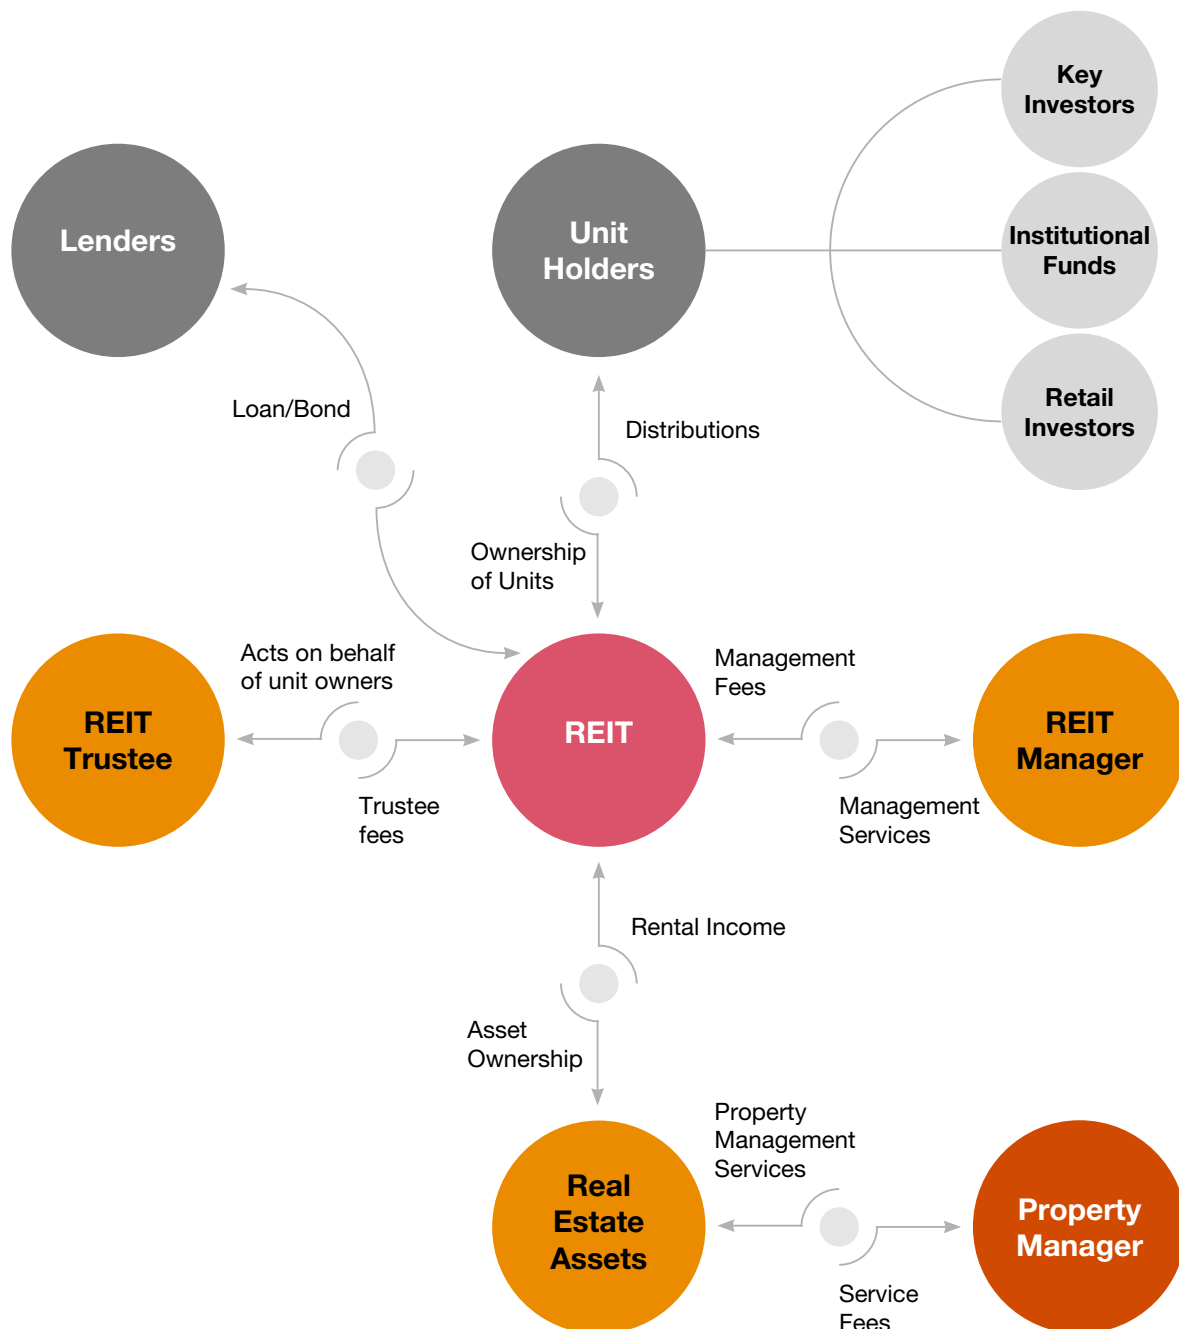 Key
Investors
Lenders
Unit
Holders
Institutional
Funds
Retail
Investors
Loan/Bond
Distributions
Ownership
of Units
Acts on behalf
of unit owners
Management
Fees
REIT
Trustee
REIT
REIT
Manager
Trustee
fees
Management
Services
Rental Income
Asset
Ownership
Property
Management
Services
Real
Estate
Assets
Property
Manager
Service
Fees